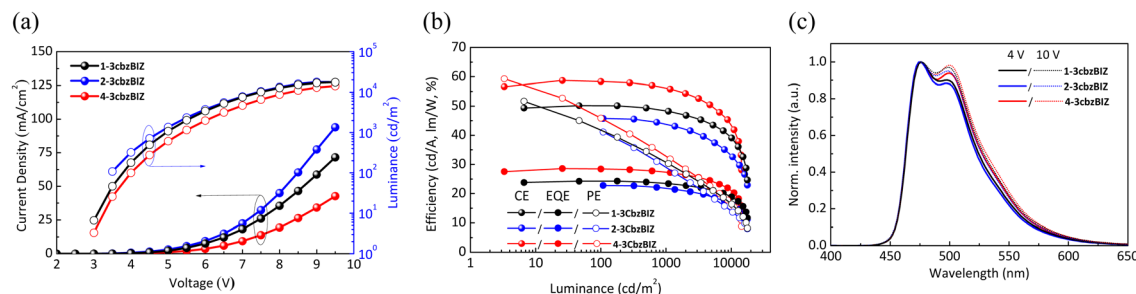 (a)
150
125
100
75
50
25
0
Current Density (mA/cm²)
1-3cbzBIZ
2-3cbzBIZ
4-3cbzBIZ
10⁵
10⁴
10³
10²
10¹
10⁰
Luminance (cd/m²)
2 3 4 5 6 7 8 9 10
Voltage (V)
(b)
70
60
50
40
30
20
10
0
Efficiency (cd/A, lm/W, %)
CE EQE PE
/ / 1-3CbzBIZ
/ / 2-3CbzBIZ
/ / 4-3CbzBIZ
1 10 100 1000 10000
Luminance (cd/m²)
(c)
1.0
0.8
0.6
0.4
0.2
0.0
Norm. intensity (a.u.)
4 V 10 V
/ 1-3cbzBIZ
/ 2-3cbzBIZ
/ 4-3cbzBIZ
400 450 500 550 600 650
Wavelength (nm)